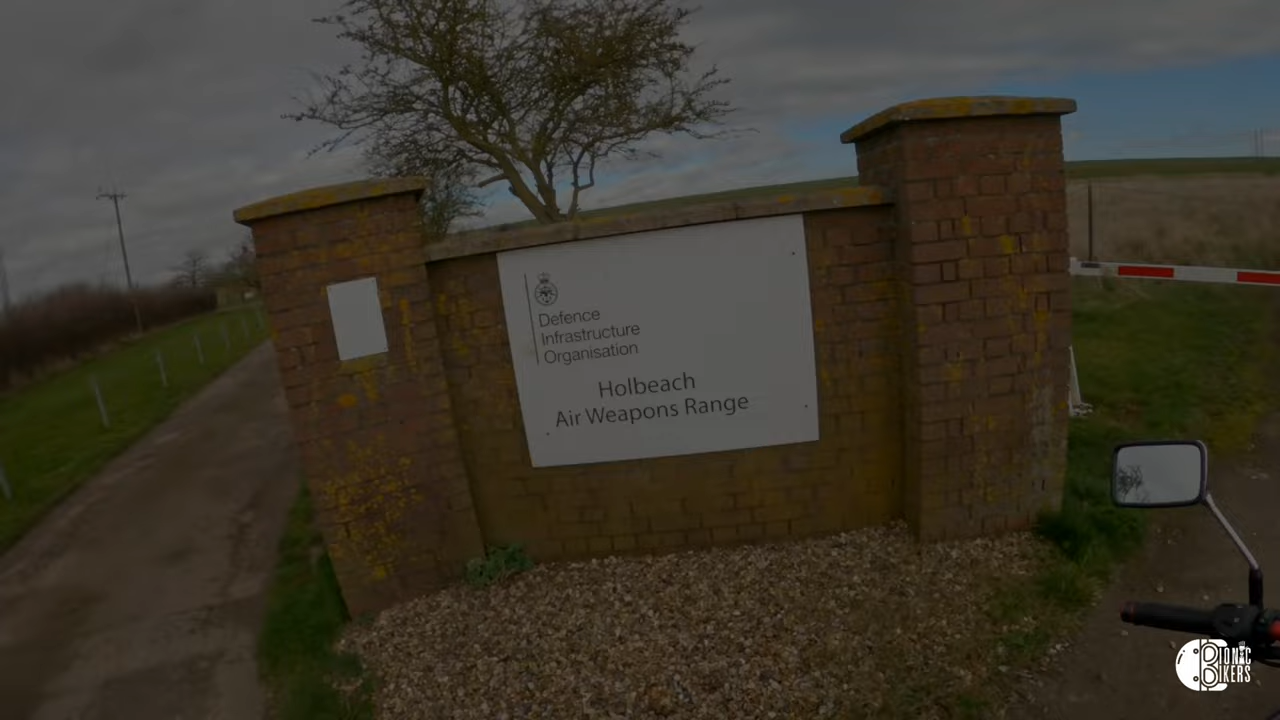 Defence
Infrastructure
Organisation
Holbeach
Air Weapons Range
BIONIC
BIKERS